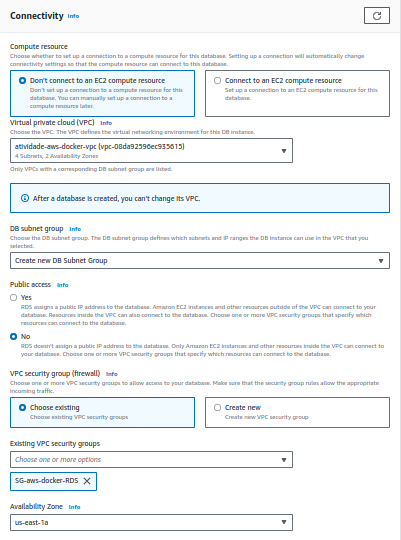 Connectivity Info
Compute resource
Choose whether to set up a connection to a compute resource for this database. Setting up a connection will automatically change
connectivity settings so that the compute resource can connect to this database.
Don't connect to an EC2 compute resource
Don't set up a connection to a compute resource for this
database. You can manually set up a connection to a
compute resource later.
Connect to an EC2 compute resource
Set up a connection to an EC2 compute resource for this
database.
Virtual private cloud (VPC) Info
Choose the VPC. The VPC defines the virtual networking environment for this DB instance.
atividade-aws-docker-vpc (vpc-08da92596ec935615)
4 Subnets, 2 Availability Zones
Only VPCs with a corresponding DB subnet group are listed.
After a database is created, you can't change its VPC.
DB subnet group Info
Choose the DB subnet group. The DB subnet group defines which subnets and IP ranges the DB instance can use in the VPC that you
selected.
Create new DB Subnet Group
Public access Info
Yes
RDS assigns a public IP address to the database. Amazon EC2 instances and other resources outside of the VPC can connect to your
database. Resources inside the VPC can also connect to the database. Choose one or more VPC security groups that specify which
resources can connect to the database.
No
RDS doesn't assign a public IP address to the database. Only Amazon EC2 instances and other resources inside the VPC can connect to
your database. Choose one or more VPC security groups that specify which resources can connect to the database.
VPC security group (firewall) Info
Choose one or more VPC security groups to allow access to your database. Make sure that the security group rules allow the appropriate
incoming traffic.
Choose existing
Choose existing VPC security groups
Create new
Create new VPC security group
Existing VPC security groups
Choose one or more options
SG-aws-docker-RDS
Availability Zone Info
us-east-1a